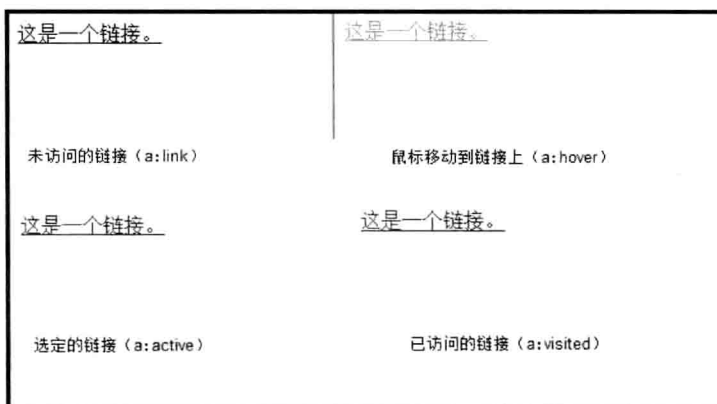 这是一个链接。
这是一个链接。
未访问的链接（a:link）
鼠标移动到链接上（a:hover）
这是一个链接。
这是一个链接。
选定的链接（a:active）
已访问的链接（a:visited）